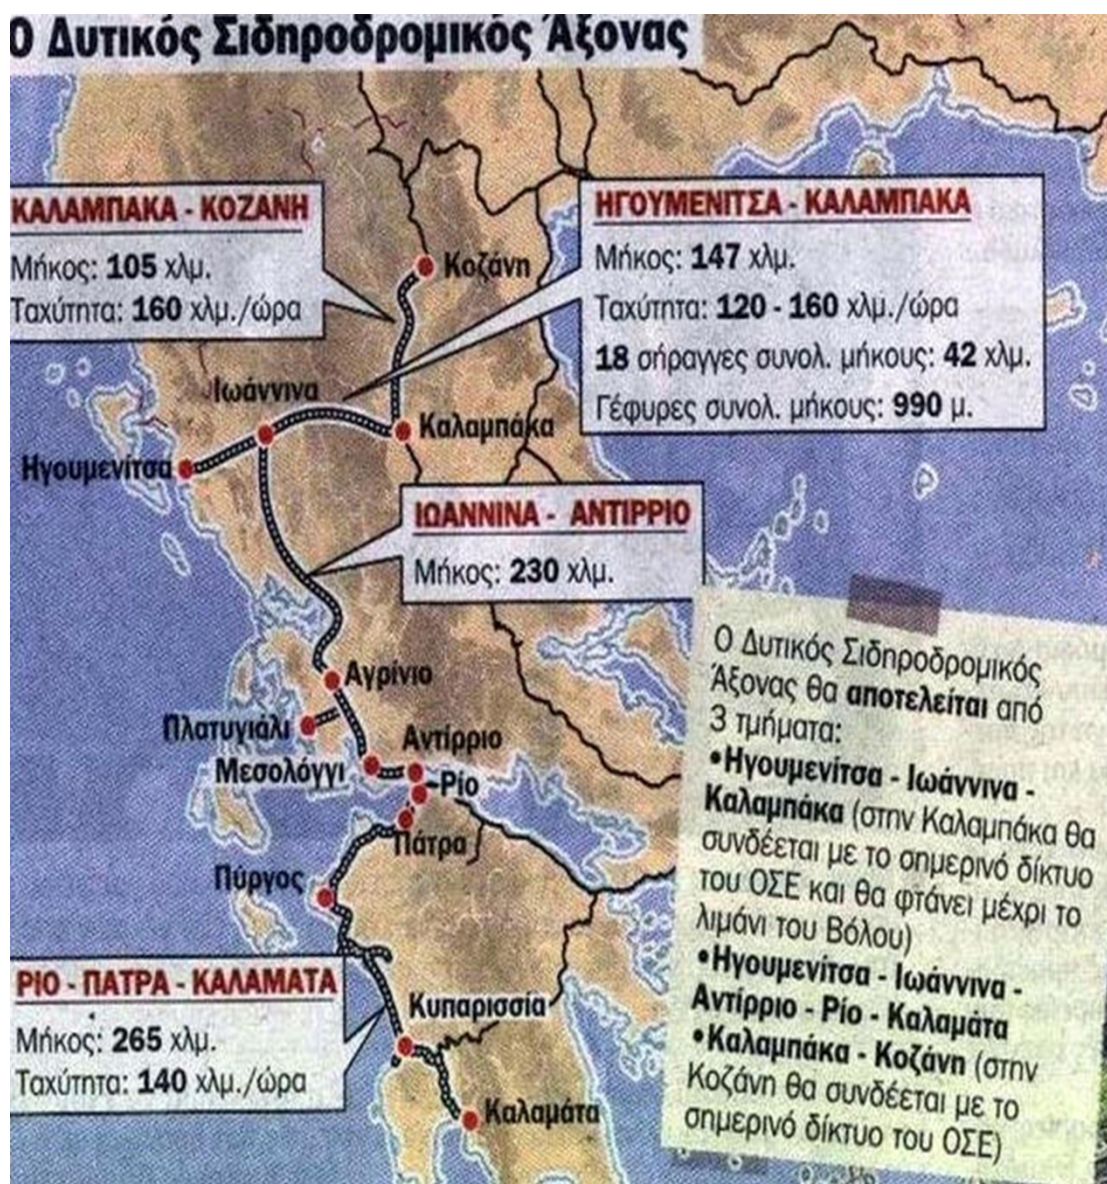 Ο Δυτικός Σιδηροδρομικός Άξονας
ΚΑΛΑΜΠΑΚΑ - ΚΟΖΑΝΗ
Μήκος: 105 χλμ.
Ταχύτητα: 160 χλμ./ώρα
ΗΓΟΥΜΕΝΙΤΣΑ - ΚΑΛΑΜΠΑΚΑ
Μήκος: 147 χλμ.
Ταχύτητα: 120 - 160 χλμ./ώρα
18 σήραγγες συνολ. μήκους: 42 χλμ.
Γέφυρες συνολ. μήκους: 990 μ.
Κοζάνη
Ιωάννινα
Καλαμπάκα
Ηγουμενίτσα
ΙΩΑΝΝΙΝΑ - ΑΝΤΙΡΡΙΟ
Μήκος: 230 χλμ.
Αγρίνιο
Πλατυγιάλι
Αντίρριο
Μεσολόγγι
Ρίο
Πάτρα
Πύργος
ΡΙΟ - ΠΑΤΡΑ - ΚΑΛΑΜΑΤΑ
Μήκος: 265 χλμ.
Ταχύτητα: 140 χλμ./ώρα
Κυπαρισσία
Καλαμάτα
Ο Δυτικός Σιδηροδρομικός
Άξονας θα αποτελείται από
3 τμήματα:
•Ηγουμενίτσα - Ιωάννινα -
Καλαμπάκα (στην Καλαμπάκα θα
συνδέεται με το σημερινό δίκτυο
του ΟΣΕ και θα φτάνει μέχρι το
λιμάνι του Βόλου)
•Ηγουμενίτσα - Ιωάννινα -
Αντίρριο - Ρίο - Καλαμάτα
•Καλαμπάκα - Κοζάνη (στην
Κοζάνη θα συνδέεται με το
σημερινό δίκτυο του ΟΣΕ)